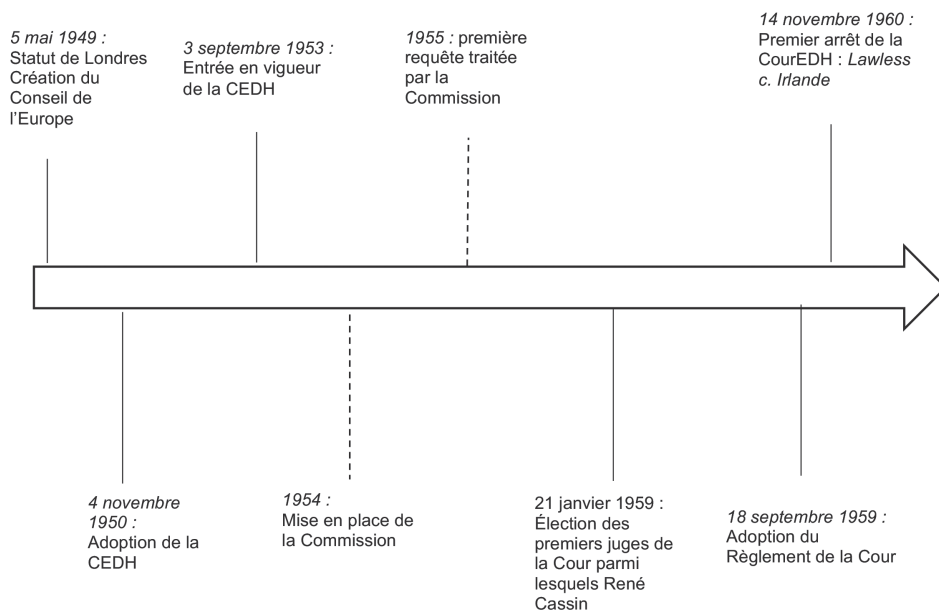 5 mai 1949 :
Statut de Londres
Création du
Conseil de
l’Europe
3 septembre 1953 :
Entrée en vigueur
de la CEDH
1955 : première
requête traitée
par la
Commission
14 novembre 1960 :
Premier arrêt de la
CourEDH : Lawless
c. Irlande
4 novembre
1950 :
Adoption de la
CEDH
1954 :
Mise en place de
la Commission
21 janvier 1959 :
Élection des
premiers juges de
la Cour parmi
lesquels René
Cassin
18 septembre 1959 :
Adoption du
Règlement de la Cour